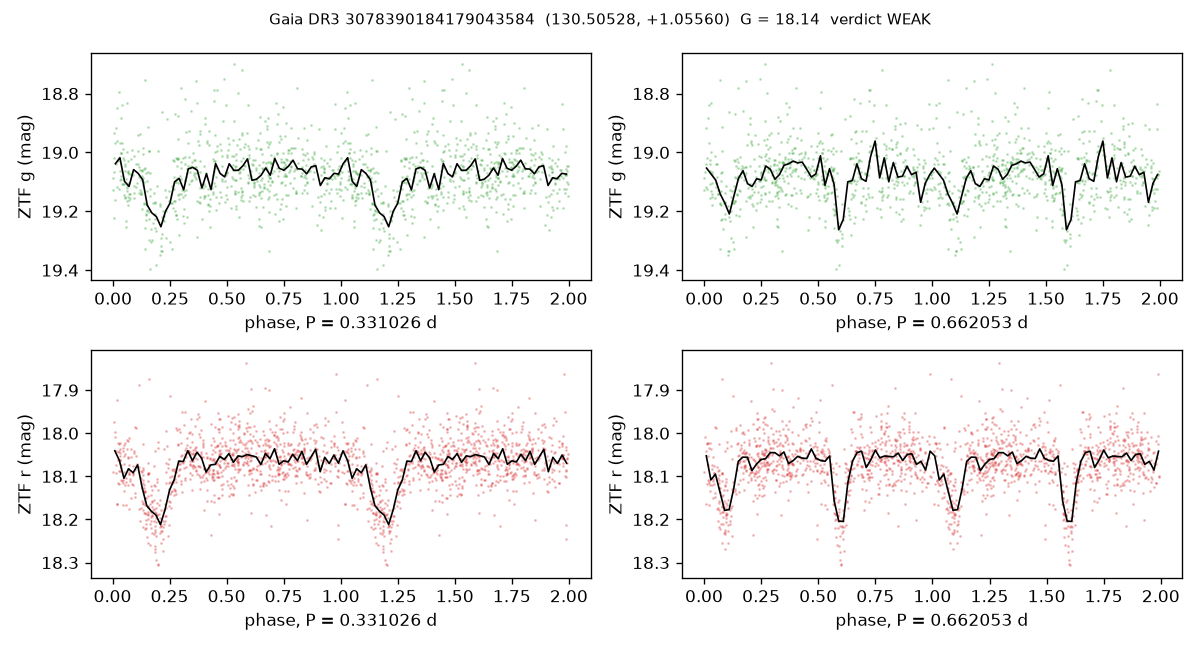 Gaia DR3 3078390184179043584 (130.50528, +1.05560) G = 18.14 verdict WEAK
ZTF g (mag)
18.8
19.0
19.2
19.4
0.00 0.25 0.50 0.75 1.00 1.25 1.50 1.75 2.00
phase, P = 0.331026 d
ZTF g (mag)
18.8
19.0
19.2
19.4
0.00 0.25 0.50 0.75 1.00 1.25 1.50 1.75 2.00
phase, P = 0.662053 d
ZTF r (mag)
17.9
18.0
18.1
18.2
18.3
0.00 0.25 0.50 0.75 1.00 1.25 1.50 1.75 2.00
phase, P = 0.331026 d
ZTF r (mag)
17.9
18.0
18.1
18.2
18.3
0.00 0.25 0.50 0.75 1.00 1.25 1.50 1.75 2.00
phase, P = 0.662053 d